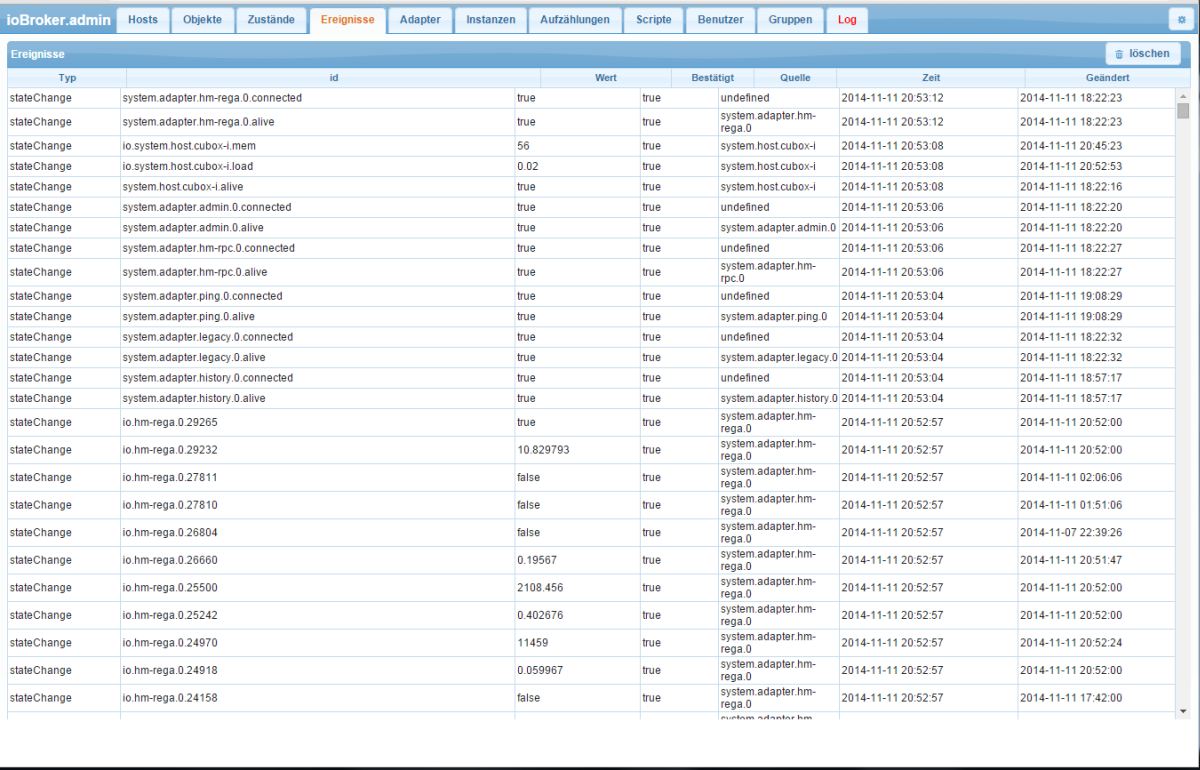 ioBroker.admin Hosts Objekte Zustände Ereignisse Adapter Instanzen Aufzählungen Scripte Benutzer Gruppen Log
Ereignisse löschen
Typ id Wert Bestätigt Quelle Zeit Geändert
stateChange system.adapter.hm-rega.0.connected true true undefined 2014-11-11 20:53:12 2014-11-11 18:22:23
stateChange system.adapter.hm-rega.0.alive true true system.adapter.hm-rega.0 2014-11-11 20:53:12 2014-11-11 18:22:23
stateChange io.system.host.cubox-i.mem 56 true system.host.cubox-i 2014-11-11 20:53:08 2014-11-11 20:45:23
stateChange io.system.host.cubox-i.load 0.02 true system.host.cubox-i 2014-11-11 20:53:08 2014-11-11 20:52:53
stateChange system.host.cubox-i.alive true true system.host.cubox-i 2014-11-11 20:53:08 2014-11-11 18:22:16
stateChange system.adapter.admin.0.connected true true undefined 2014-11-11 20:53:06 2014-11-11 18:22:20
stateChange system.adapter.admin.0.alive true true system.adapter.admin.0 2014-11-11 20:53:06 2014-11-11 18:22:20
stateChange system.adapter.hm-rpc.0.connected true true undefined 2014-11-11 20:53:06 2014-11-11 18:22:27
stateChange system.adapter.hm-rpc.0.alive true true system.adapter.hm-rpc.0 2014-11-11 20:53:06 2014-11-11 18:22:27
stateChange system.adapter.ping.0.connected true true undefined 2014-11-11 20:53:04 2014-11-11 19:08:29
stateChange system.adapter.ping.0.alive true true system.adapter.ping.0 2014-11-11 20:53:04 2014-11-11 19:08:29
stateChange system.adapter.legacy.0.connected true true undefined 2014-11-11 20:53:04 2014-11-11 18:22:32
stateChange system.adapter.legacy.0.alive true true system.adapter.legacy.0 2014-11-11 20:53:04 2014-11-11 18:22:32
stateChange system.adapter.history.0.connected true true undefined 2014-11-11 20:53:04 2014-11-11 18:57:17
stateChange system.adapter.history.0.alive true true system.adapter.history.0 2014-11-11 20:53:04 2014-11-11 18:57:17
stateChange io.hm-rega.0.29265 true true system.adapter.hm-rega.0 2014-11-11 20:52:57 2014-11-11 20:52:00
stateChange io.hm-rega.0.29232 10.829793 true system.adapter.hm-rega.0 2014-11-11 20:52:57 2014-11-11 20:52:00
stateChange io.hm-rega.0.27811 false true system.adapter.hm-rega.0 2014-11-11 20:52:57 2014-11-11 02:06:06
stateChange io.hm-rega.0.27810 false true system.adapter.hm-rega.0 2014-11-11 20:52:57 2014-11-11 01:51:06
stateChange io.hm-rega.0.26804 false true system.adapter.hm-rega.0 2014-11-11 20:52:57 2014-11-07 22:39:26
stateChange io.hm-rega.0.26660 0.19567 true system.adapter.hm-rega.0 2014-11-11 20:52:57 2014-11-11 20:51:47
stateChange io.hm-rega.0.25500 2108.456 true system.adapter.hm-rega.0 2014-11-11 20:52:57 2014-11-11 20:52:00
stateChange io.hm-rega.0.25242 0.402676 true system.adapter.hm-rega.0 2014-11-11 20:52:57 2014-11-11 20:52:00
stateChange io.hm-rega.0.24970 11459 true system.adapter.hm-rega.0 2014-11-11 20:52:57 2014-11-11 20:52:24
stateChange io.hm-rega.0.24918 0.059967 true system.adapter.hm-rega.0 2014-11-11 20:52:57 2014-11-11 20:52:00
stateChange io.hm-rega.0.24158 false true system.adapter.hm-rega.0 2014-11-11 20:52:57 2014-11-11 17:42:00